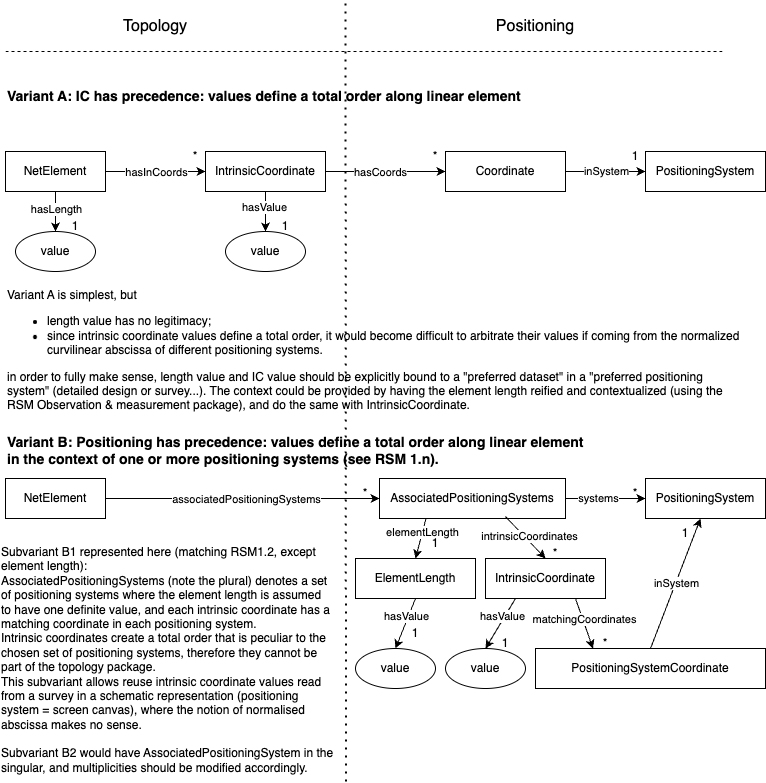 Topology
Positioning
Variant A: IC has precedence: values define a total order along linear element
NetElement
hasInCoords
*
IntrinsicCoordinate
hasCoords
*
Coordinate
inSystem
1
PositioningSystem
hasLength
1
value
hasValue
1
value
Variant A is simplest, but
• length value has no legitimacy;
• since intrinsic coordinate values define a total order, it would become difficult to arbitrate their values if coming from the normalized
curvilinear abscissa of different positioning systems.
in order to fully make sense, length value and IC value should be explicitly bound to a "preferred dataset" in a "preferred positioning
system" (detailed design or survey...). The context could be provided by having the element length reified and contextualized (using the
RSM Observation & measurement package), and do the same with IntrinsicCoordinate.
Variant B: Positioning has precedence: values define a total order along linear element
in the context of one or more positioning systems (see RSM 1.n).
NetElement
associatedPositioningSystems
*
AssociatedPositioningSystems
systems
*
PositioningSystem
elementLength
1
intrinsicCoordinates
*
1
inSystem
ElementLength
IntrinsicCoordinate
hasValue
1
hasValue
1
matchingCoordinates
*
value
value
PositioningSystemCoordinate
Subvariant B1 represented here (matching RSM1.2, except
element length):
AssociatedPositioningSystems (note the plural) denotes a set
of positioning systems where the element length is assumed
to have one definite value, and each intrinsic coordinate has a
matching coordinate in each positioning system.
Intrinsic coordinates create a total order that is peculiar to the
chosen set of positioning systems, therefore they cannot be
part of the topology package.
This subvariant allows reuse intrinsic coordinate values read
from a survey in a schematic representation (positioning
system = screen canvas), where the notion of normalised
abscissa makes no sense.
Subvariant B2 would have AssociatedPositioningSystem in the
singular, and multiplicities should be modified accordingly.